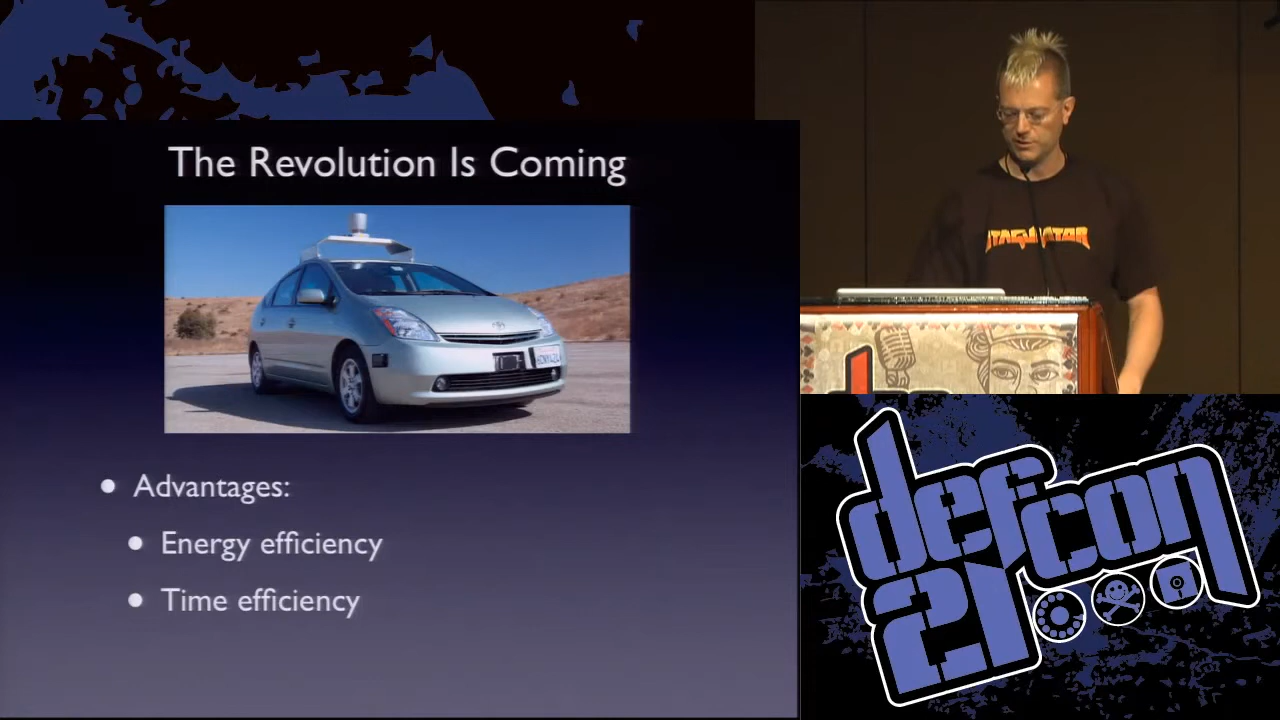 The Revolution Is Coming
Advantages:
Energy efficiency
Time efficiency
defcon
21